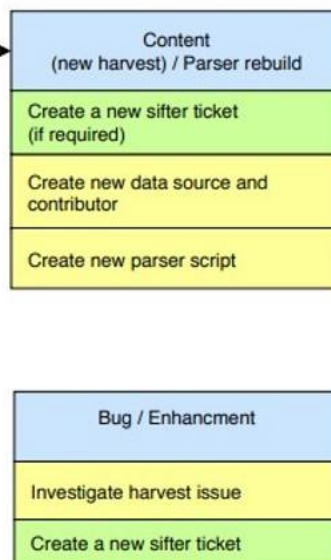 Content
(new harvest) / Parser rebuild
Create a new sifter ticket
(if required)
Create new data source and
contributor
Create new parser script
Bug / Enhancment
Investigate harvest issue
Create a new sifter ticket